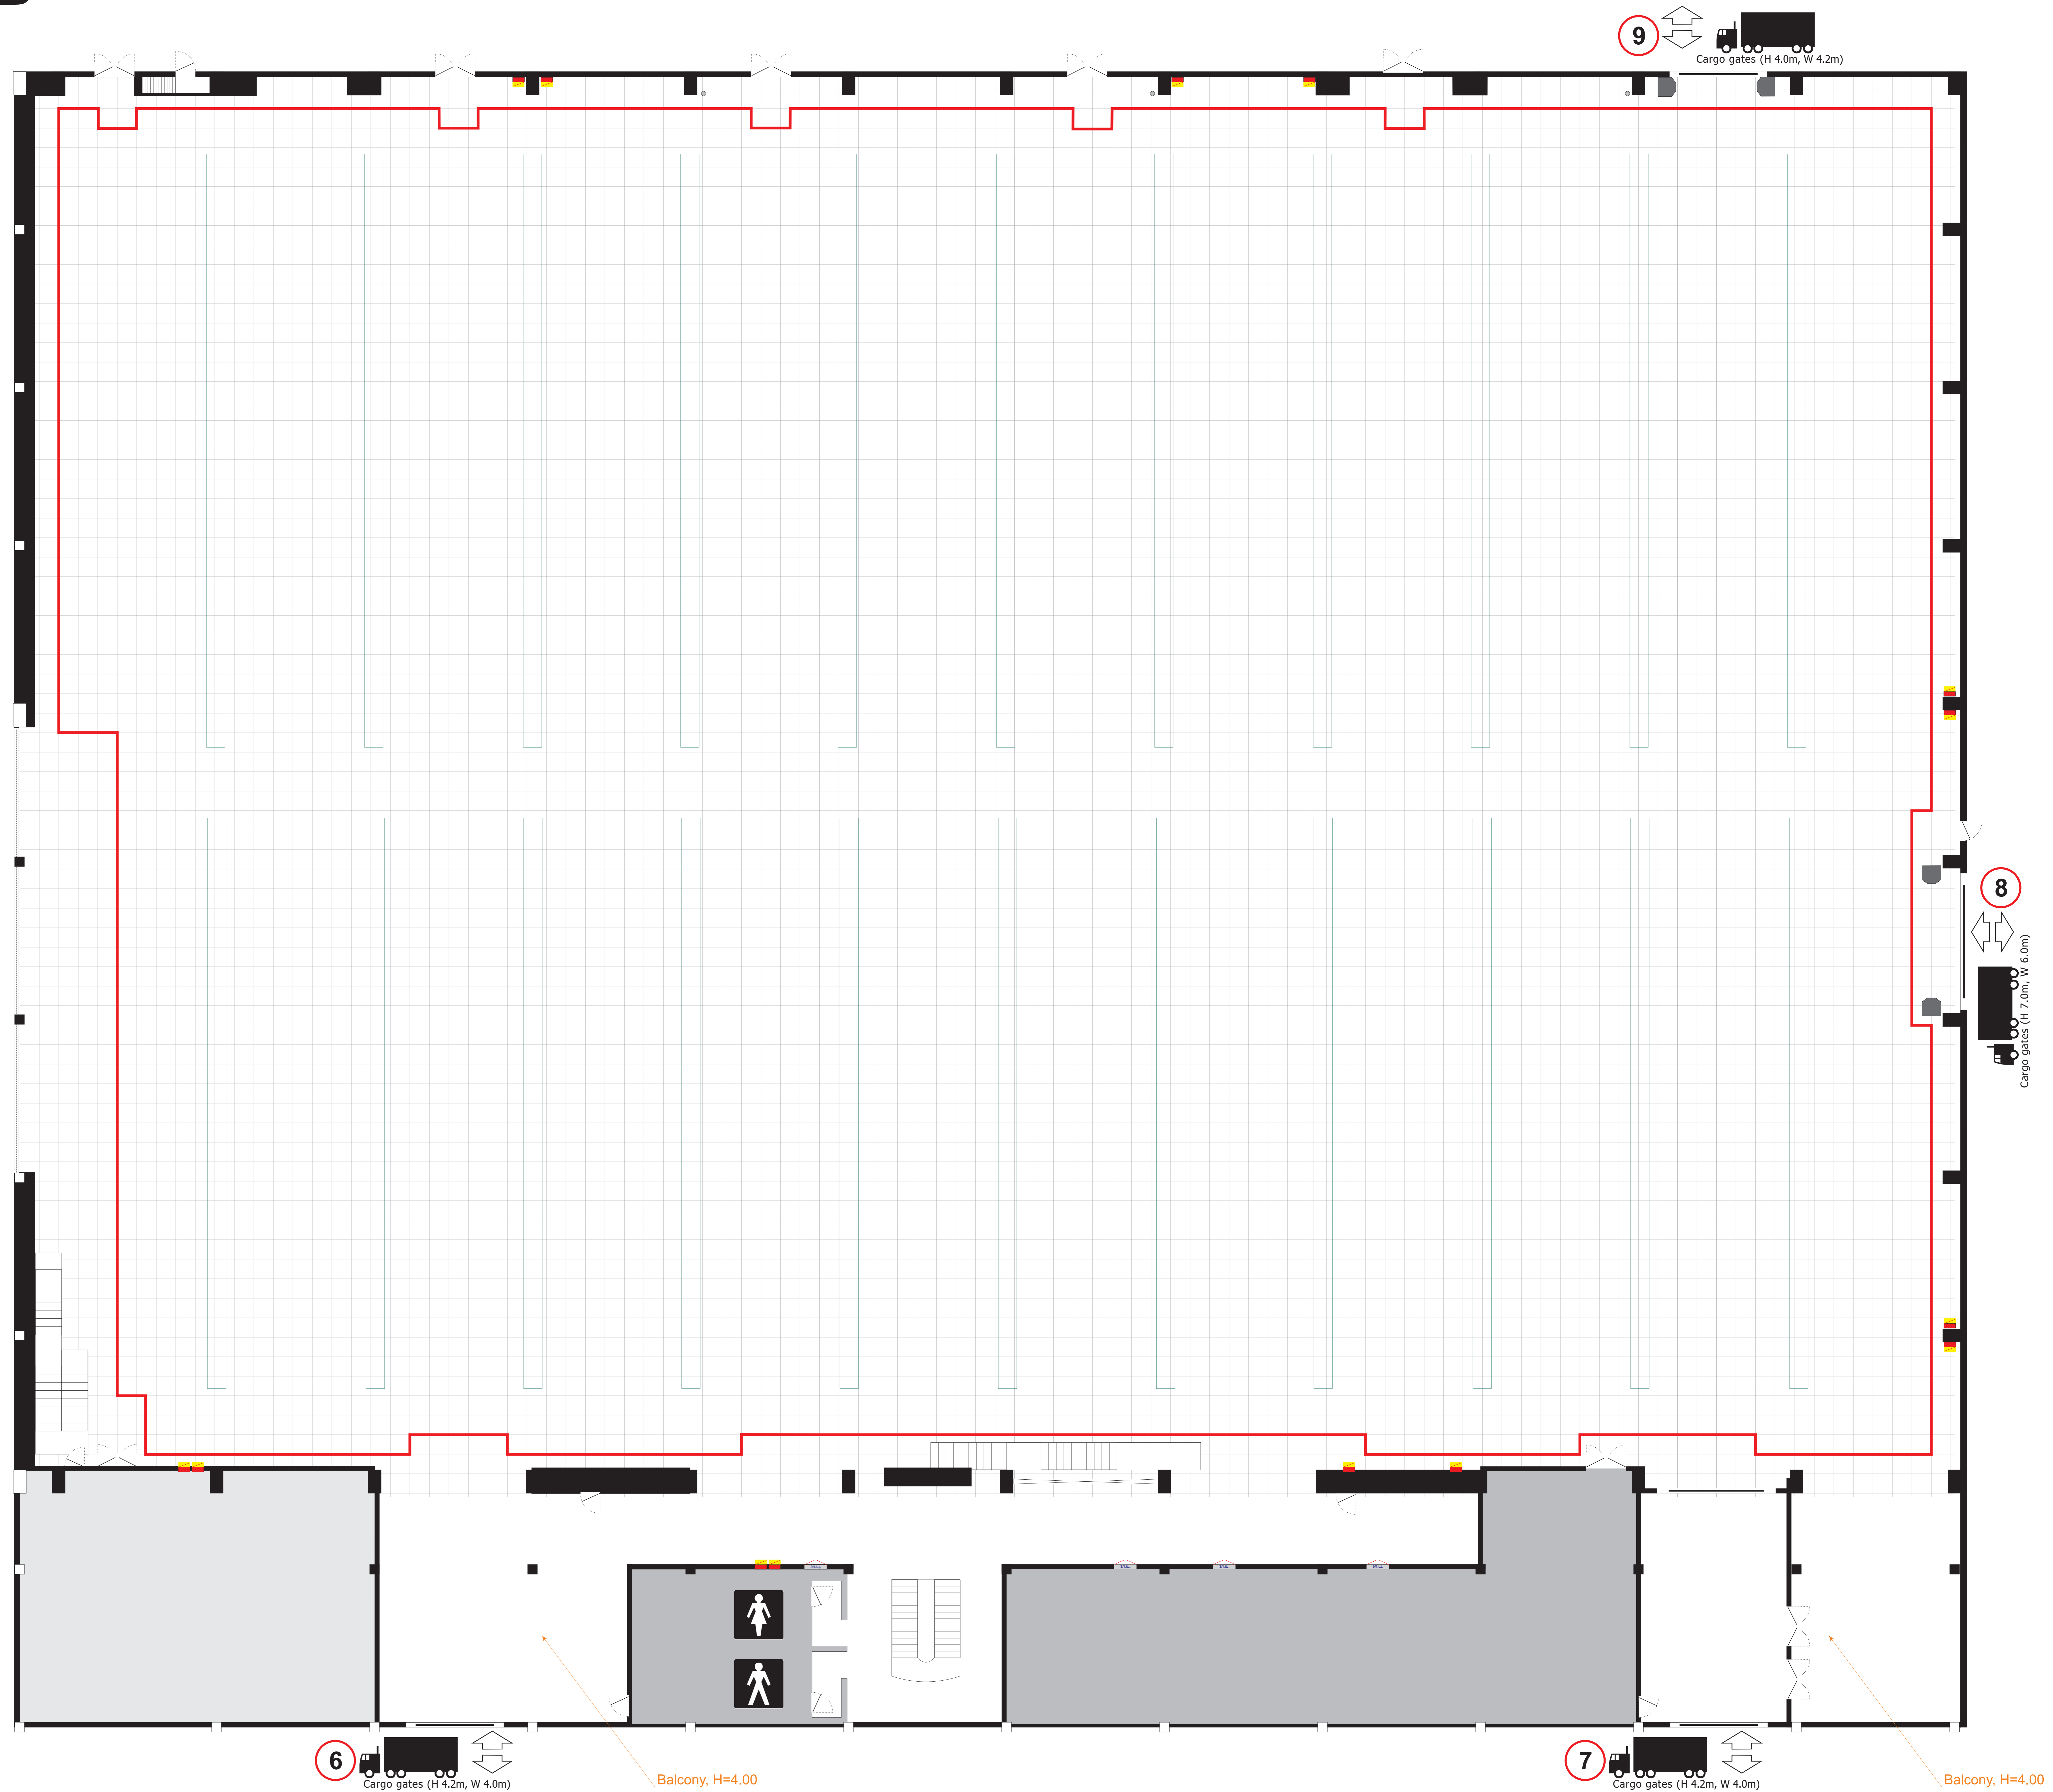 9
Cargo gates (H 4.0m, W 4.2m)
8
Cargo gates (H 7.0m, W 6.0m)
6
Cargo gates (H 4.2m, W 4.0m)
Balcony, H=4.00
7
Cargo gates (H 4.2m, W 4.0m)
Balcony, H=4.00